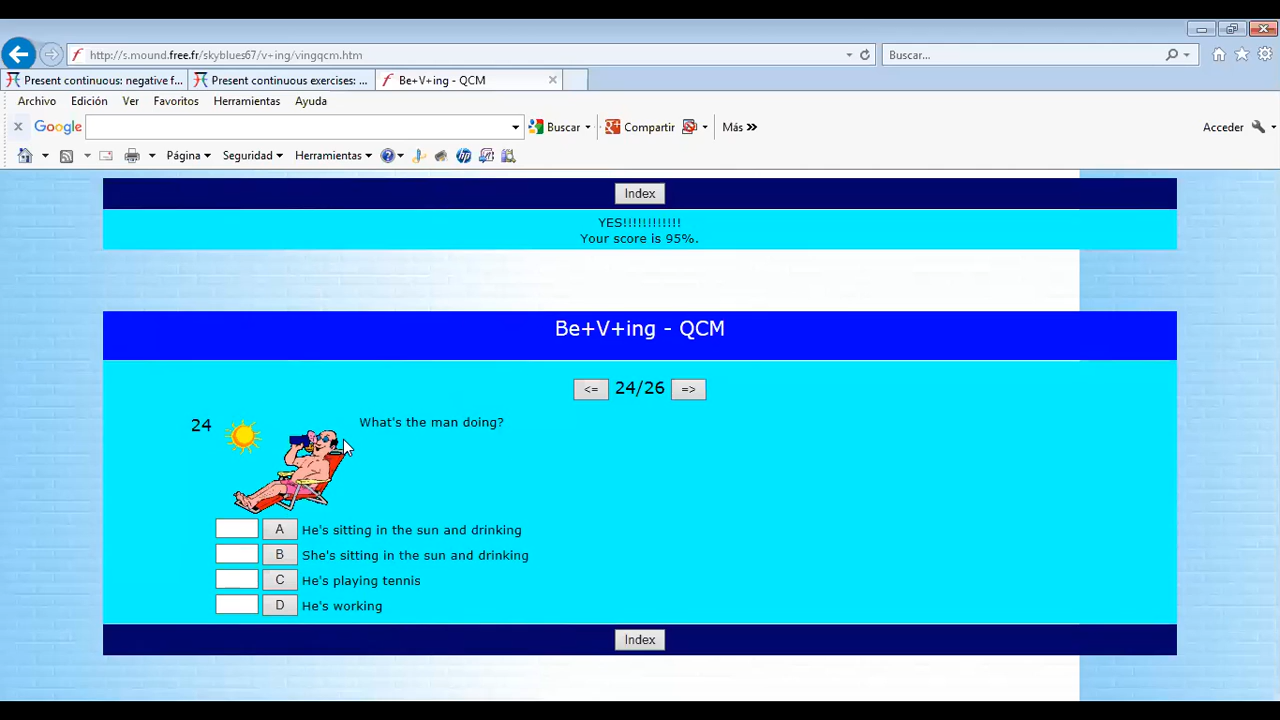 http://s.mound.free.fr/skyblues67/v+ing/vingqcm.htm
Buscar...
Present continuous: negative f...
Present continuous exercises: ...
Be+V+ing - QCM
Archivo Edición Ver Favoritos Herramientas Ayuda
Google Buscar Compartir Más » Acceder
Página Seguridad Herramientas
Index
YES!!!!!!!!!!!!
Your score is 95%.
Be+V+ing - QCM
<= 24/26 =>
24 What's the man doing?
A He's sitting in the sun and drinking
B She's sitting in the sun and drinking
C He's playing tennis
D He's working
Index